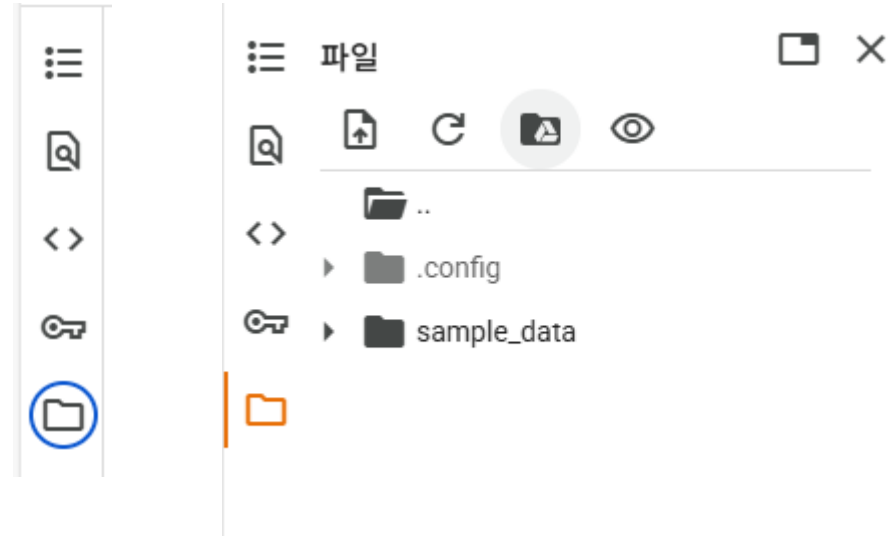 파일
..
.config
sample_data